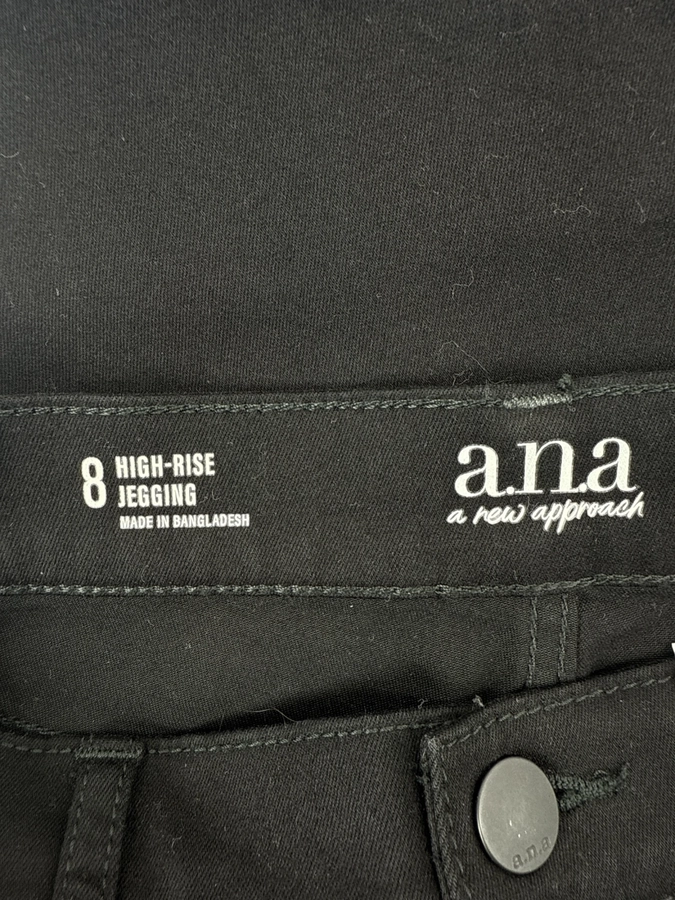 8 HIGH-RISE
JEGGING
MADE IN BANGLADESH
a.n.a
a new approach
a.n.a